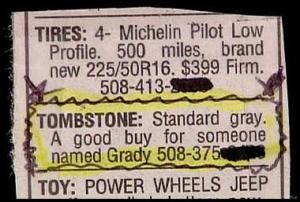 TIRES: 4- Michelin Pilot Low
Profile. 500 miles, brand
new 225/50R16. $399 Firm.
508-413-2
TOMBSTONE: Standard gray.
A good buy for someone
named Grady 508-375
TOY: POWER WHEELS JEEP